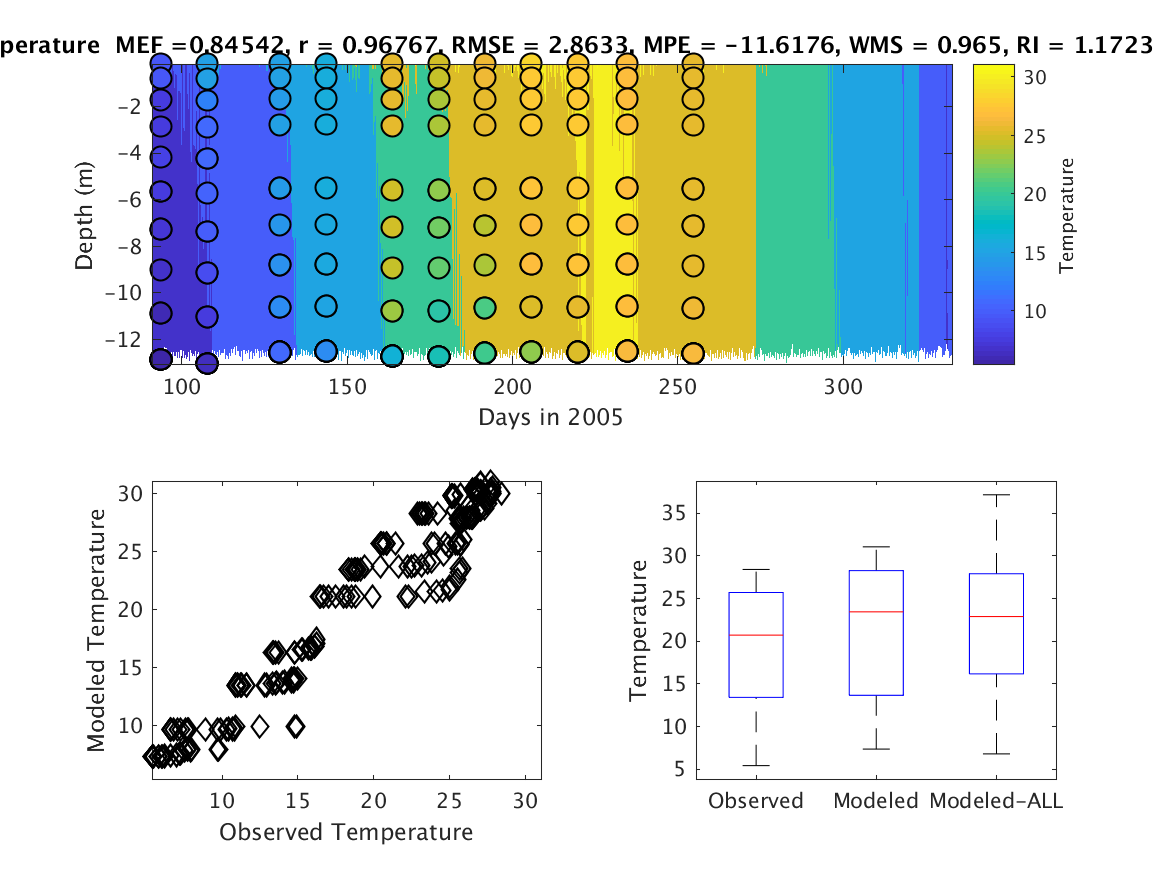 perature  MEF =0.84542, r = 0.96767, RMSE = 2.8633, MPE = -11.6176, WMS = 0.965, RI = 1.1723
-2
-4
-6
-8
-10
-12
Depth (m)
100 150 200 250 300
Days in 2005
30
25
20
15
10
Temperature
30
25
20
15
10
Modeled Temperature
10 15 20 25 30
Observed Temperature
35
30
25
20
15
10
5
Temperature
Observed Modeled Modeled-ALL